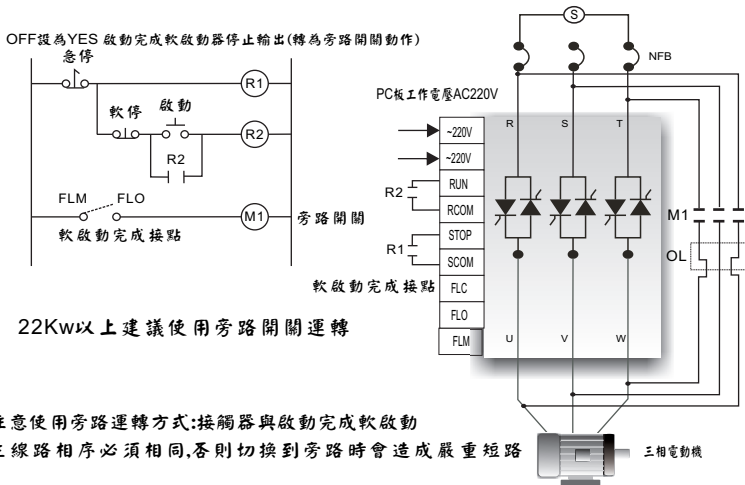 OFF設為YES 啟動完成軟啟動器停止輸出(轉為旁路開關動作)
急停
R1
軟停
啟動
R2
R2
FLM
FLO
M1
旁路開關
軟啟動完成接點
22Kw以上建議使用旁路開關運轉
注意使用旁路運轉方式:接觸器與啟動完成軟啟動
主線路相序必須相同,否則切換到旁路時會造成嚴重短路
S
NFB
PC板工作電壓AC220V
R
S
T
~220V
~220V
R2
RUN
RCOM
R1
STOP
SCOM
軟啟動完成接點
FLC
FLO
FLM
M1
OL
U
V
W
三相電動機